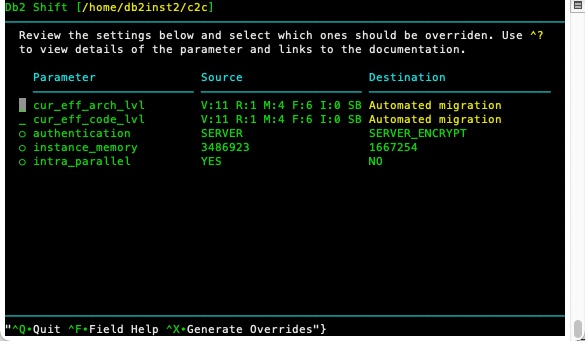 Db2 Shift [/home/db2inst2/c2c]
Review the settings below and select which ones should be overriden. Use ^?
to view details of the parameter and links to the documentation.
Parameter Source Destination
cur_eff_arch_lvl V:11 R:1 M:4 F:6 I:0 SB Automated migration
_ cur_eff_code_lvl V:11 R:1 M:4 F:6 I:0 SB Automated migration
○ authentication SERVER SERVER_ENCRYPT
○ instance_memory 3486923 1667254
○ intra_parallel YES NO
"^Q•Quit ^F•Field Help ^X•Generate Overrides"}